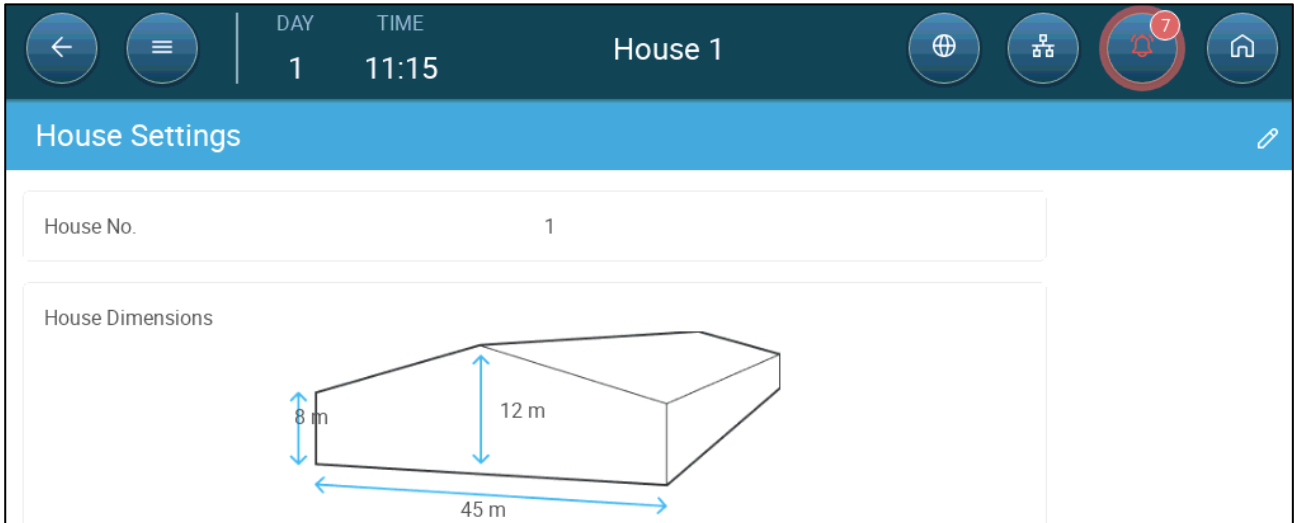 DAY TIME
1 11:15
House 1
7
House Settings
House No. 1
House Dimensions
8 m
12 m
45 m